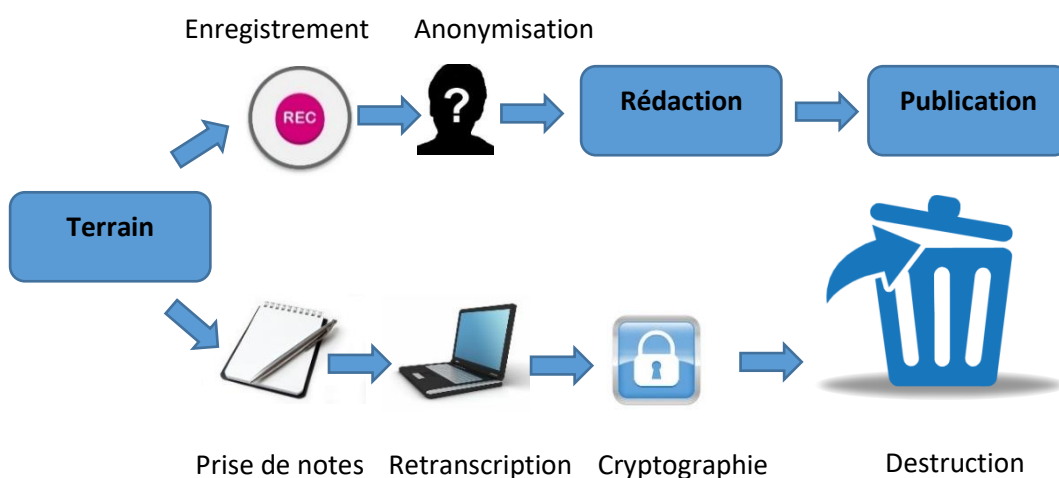 Enregistrement Anonymisation
REC
?
Rédaction
Publication
Terrain
Prise de notes Retranscription Cryptographie Destruction